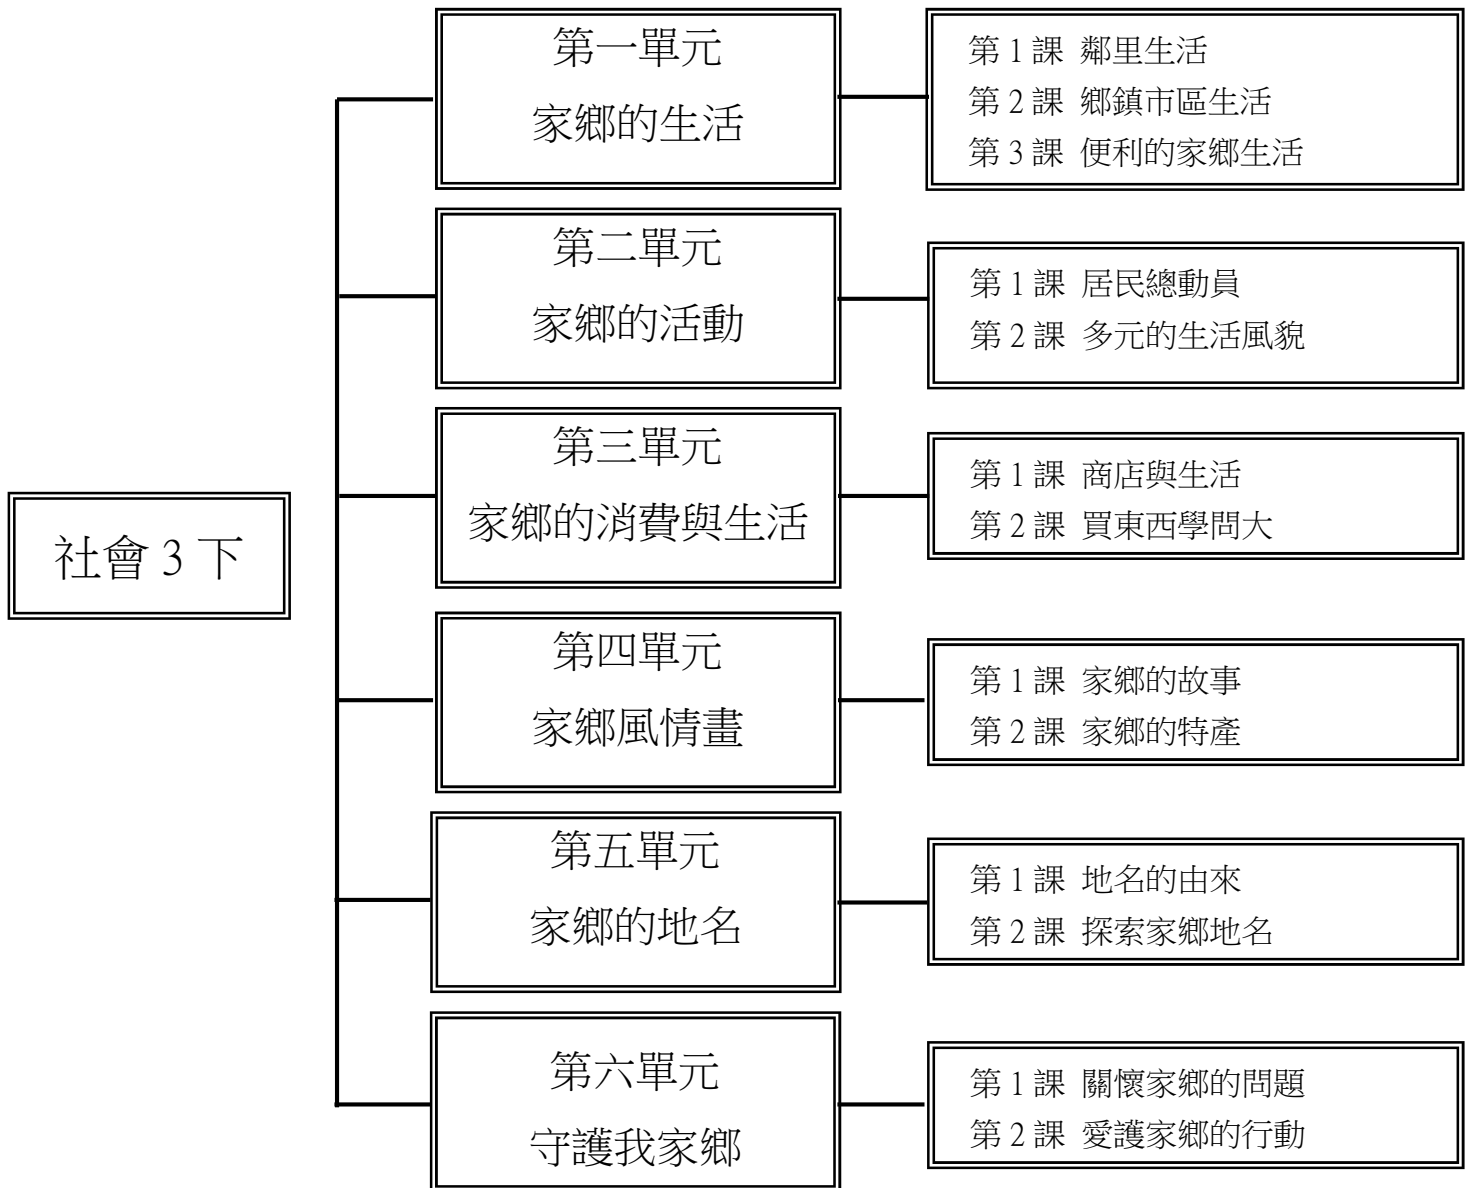 社會 3 下
第一單元
家鄉的生活
第 1 課 鄰里生活
第 2 課 鄉鎮市區生活
第 3 課 便利的家鄉生活
第二單元
家鄉的活動
第 1 課 居民總動員
第 2 課 多元的生活風貌
第三單元
家鄉的消費與生活
第 1 課 商店與生活
第 2 課 買東西學問大
第四單元
家鄉風情畫
第 1 課 家鄉的故事
第 2 課 家鄉的特產
第五單元
家鄉的地名
第 1 課 地名的由來
第 2 課 探索家鄉地名
第六單元
守護我家鄉
第 1 課 關懷家鄉的問題
第 2 課 愛護家鄉的行動